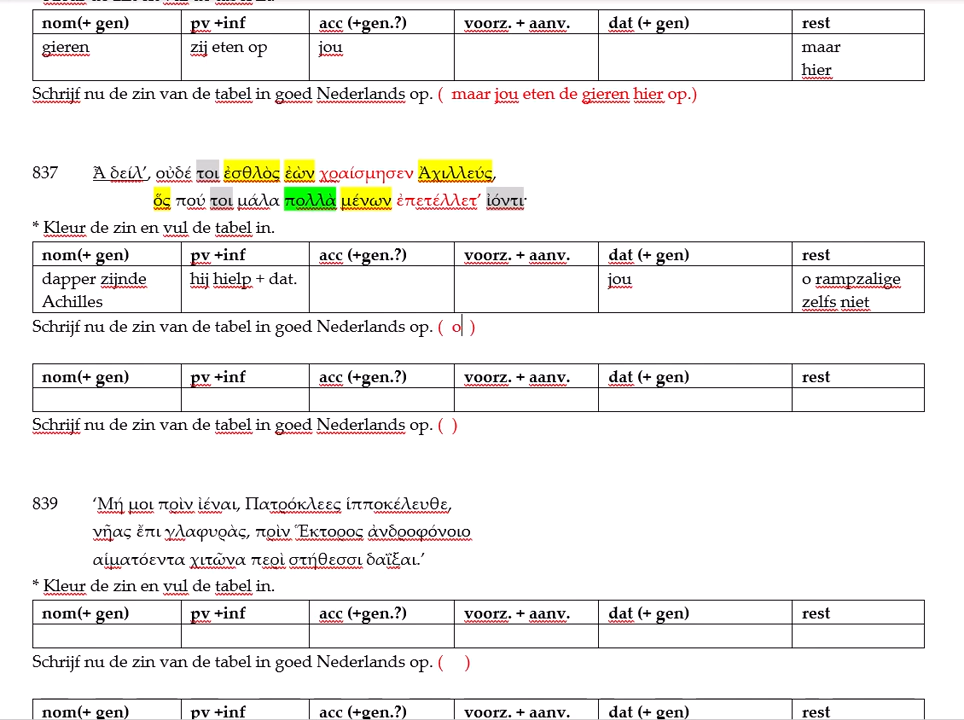 nom(+ gen) pv +inf acc (+gen.?) voorz. + aanv. dat (+ gen) rest
gieren zij eten op jou maar
hier
Schrijf nu de zin van de tabel in goed Nederlands op. ( maar jou eten de gieren hier op.)
837 Ἆ δείλ’, οὐδέ τοι ἐσθλὸς ἐὼν χραίσμησεν Ἀχιλλεύς,
ὅς πού τοι μάλα πολλὰ μένων ἐπετέλλετ’ ἰόντι·
* Kleur de zin en vul de tabel in.
nom(+ gen) pv +inf acc (+gen.?) voorz. + aanv. dat (+ gen) rest
dapper zijnde hij hielp + dat. jou o rampzalige
Achilles zelfs niet
Schrijf nu de zin van de tabel in goed Nederlands op. ( o )
nom(+ gen) pv +inf acc (+gen.?) voorz. + aanv. dat (+ gen) rest
Schrijf nu de zin van de tabel in goed Nederlands op. ( )
839 ‘Μή μοι πρὶν ἰέναι, Πατρόκλεες ἱπποκέλευθε,
νῆας ἔπι γλαφυρὰς, πρὶν Ἕκτορος ἀνδροφόνοιο
αἱματόεντα χιτῶνα περὶ στήθεσσι δαΐξαι.’
* Kleur de zin en vul de tabel in.
nom(+ gen) pv +inf acc (+gen.?) voorz. + aanv. dat (+ gen) rest
Schrijf nu de zin van de tabel in goed Nederlands op. ( )
nom(+ gen) pv +inf acc (+gen.?) voorz. + aanv. dat (+ gen) rest